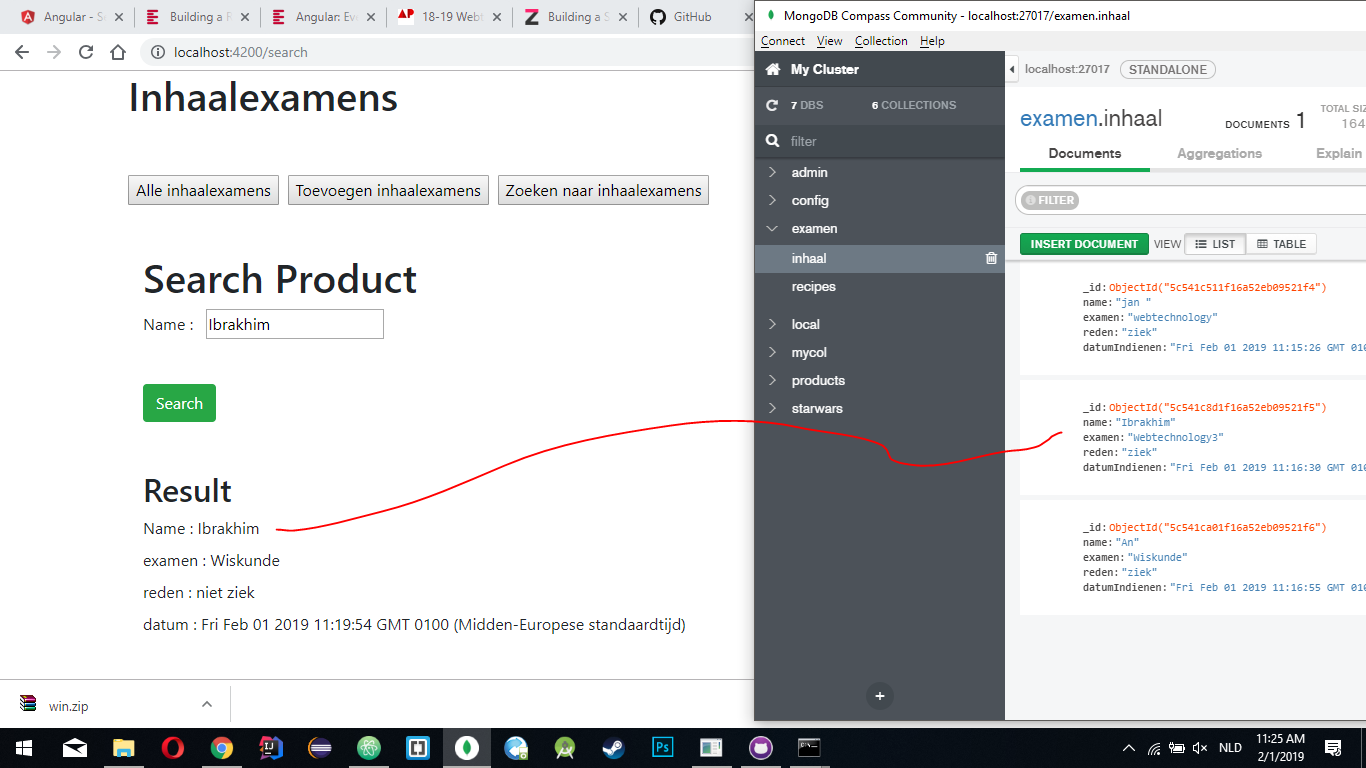 Angular - S
Building a R
Angular: Eve
18-19 Webt
Building a S
GitHub
localhost:4200/search
Inhaalexamens
Alle inhaalexamens
Toevoegen inhaalexamens
Zoeken naar inhaalexamens
Search Product
Name :
Ibrakhim
Search
Result
Name : Ibrakhim
examen : Wiskunde
reden : niet ziek
datum : Fri Feb 01 2019 11:19:54 GMT 0100 (Midden-Europese standaardtijd)
win.zip
MongoDB Compass Community - localhost:27017/examen.inhaal
Connect View Collection Help
My Cluster
7 DBS 6 COLLECTIONS
filter
admin
config
examen
inhaal
recipes
local
mycol
products
starwars
localhost:27017 STANDALONE
examen.inhaal
DOCUMENTS 1
TOTAL SIZ
164
Documents Aggregations Explain
FILTER
INSERT DOCUMENT VIEW LIST TABLE
_id: ObjectId("5c541c511f16a52eb09521f4")
name: "jan "
examen: "webtechnology"
reden: "ziek"
datumIndienen: "Fri Feb 01 2019 11:15:26 GMT 010
_id: ObjectId("5c541c8d1f16a52eb09521f5")
name: "Ibrakhim"
examen: "Webtechnology3"
reden: "ziek"
datumIndienen: "Fri Feb 01 2019 11:16:30 GMT 010
_id: ObjectId("5c541ca01f16a52eb09521f6")
name: "An"
examen: "Wiskunde"
reden: "ziek"
datumIndienen: "Fri Feb 01 2019 11:16:55 GMT 010
NLD
11:25 AM
2/1/2019